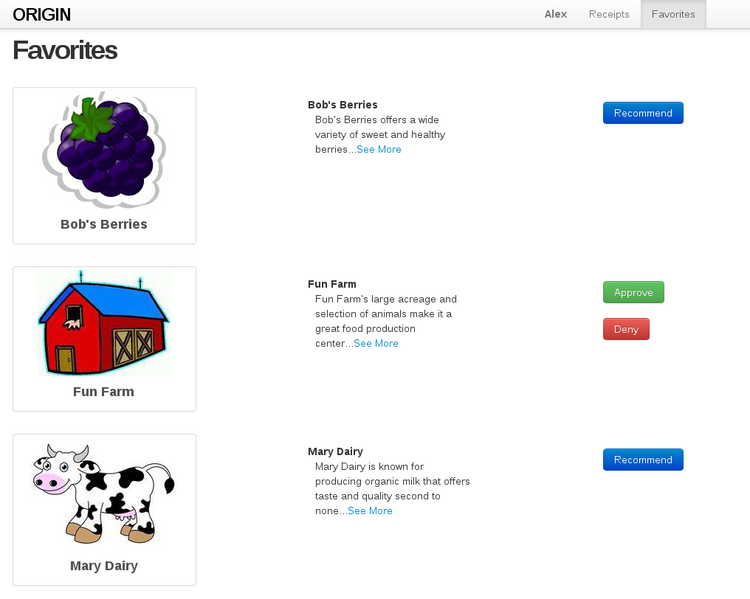 ORIGIN
Alex Receipts Favorites
Favorites
Bob's Berries
Bob's Berries
Bob's Berries offers a wide
variety of sweet and healthy
berries...See More
Recommend
Fun Farm
Fun Farm
Fun Farm's large acreage and
selection of animals make it a
great food production
center...See More
Approve
Deny
Mary Dairy
Mary Dairy
Mary Dairy is known for
producing organic milk that offers
taste and quality second to
none...See More
Recommend